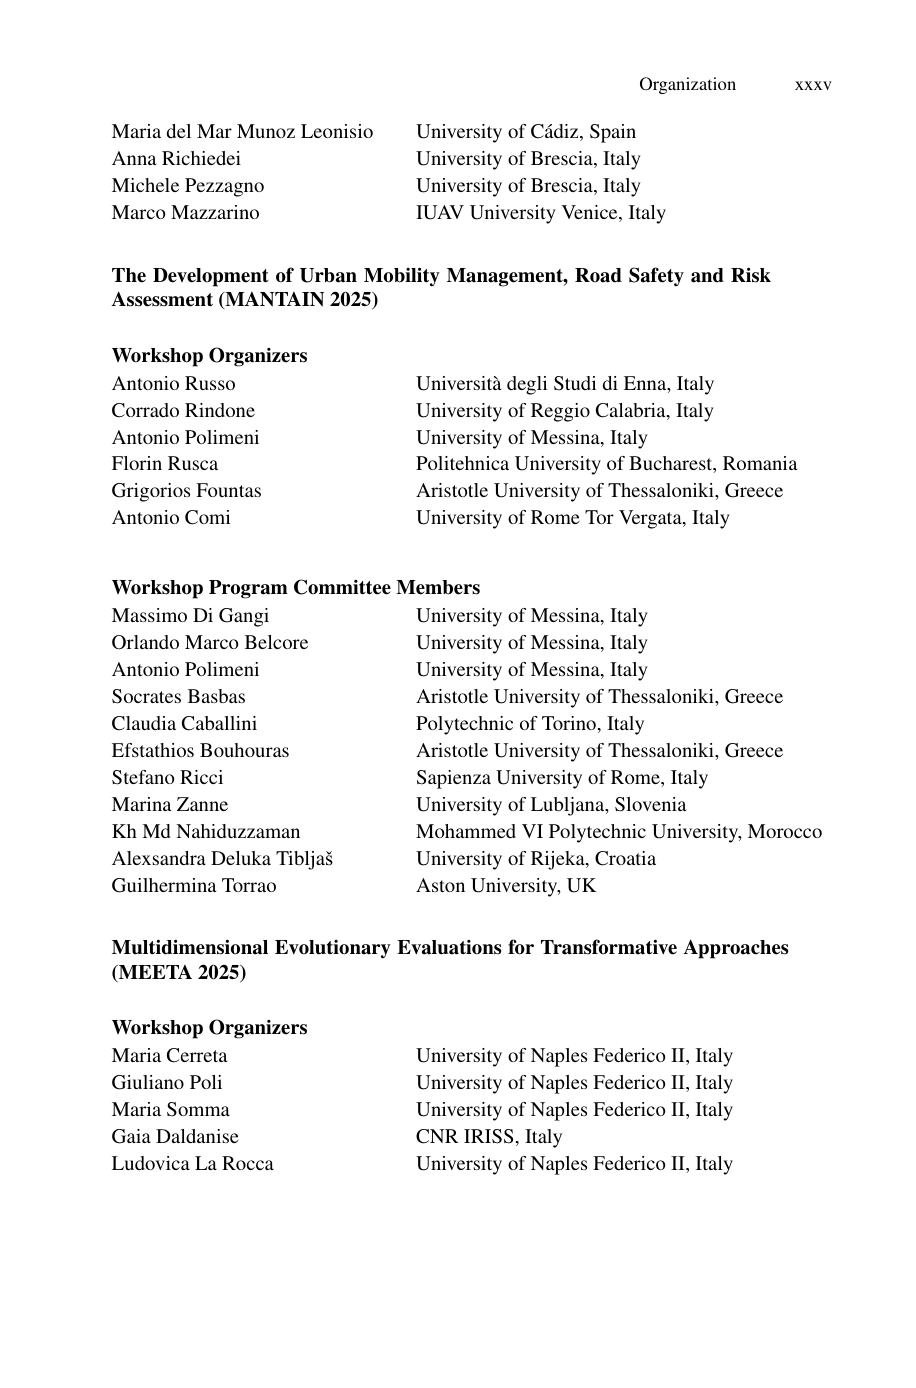 Organization xxxv
Maria del Mar Munoz Leonisio University of Cádiz, Spain
Anna Richiedei University of Brescia, Italy
Michele Pezzagno University of Brescia, Italy
Marco Mazzarino IUAV University Venice, Italy
The Development of Urban Mobility Management, Road Safety and Risk
Assessment (MANTAIN 2025)
Workshop Organizers
Antonio Russo Università degli Studi di Enna, Italy
Corrado Rindone University of Reggio Calabria, Italy
Antonio Polimeni University of Messina, Italy
Florin Rusca Politehnica University of Bucharest, Romania
Grigorios Fountas Aristotle University of Thessaloniki, Greece
Antonio Comi University of Rome Tor Vergata, Italy
Workshop Program Committee Members
Massimo Di Gangi University of Messina, Italy
Orlando Marco Belcore University of Messina, Italy
Antonio Polimeni University of Messina, Italy
Socrates Basbas Aristotle University of Thessaloniki, Greece
Claudia Caballini Polytechnic of Torino, Italy
Efstathios Bouhouras Aristotle University of Thessaloniki, Greece
Stefano Ricci Sapienza University of Rome, Italy
Marina Zanne University of Lubljana, Slovenia
Kh Md Nahiduzzaman Mohammed VI Polytechnic University, Morocco
Alexsandra Deluka Tibljaš University of Rijeka, Croatia
Guilhermina Torrao Aston University, UK
Multidimensional Evolutionary Evaluations for Transformative Approaches
(MEETA 2025)
Workshop Organizers
Maria Cerreta University of Naples Federico II, Italy
Giuliano Poli University of Naples Federico II, Italy
Maria Somma University of Naples Federico II, Italy
Gaia Daldanise CNR IRISS, Italy
Ludovica La Rocca University of Naples Federico II, Italy